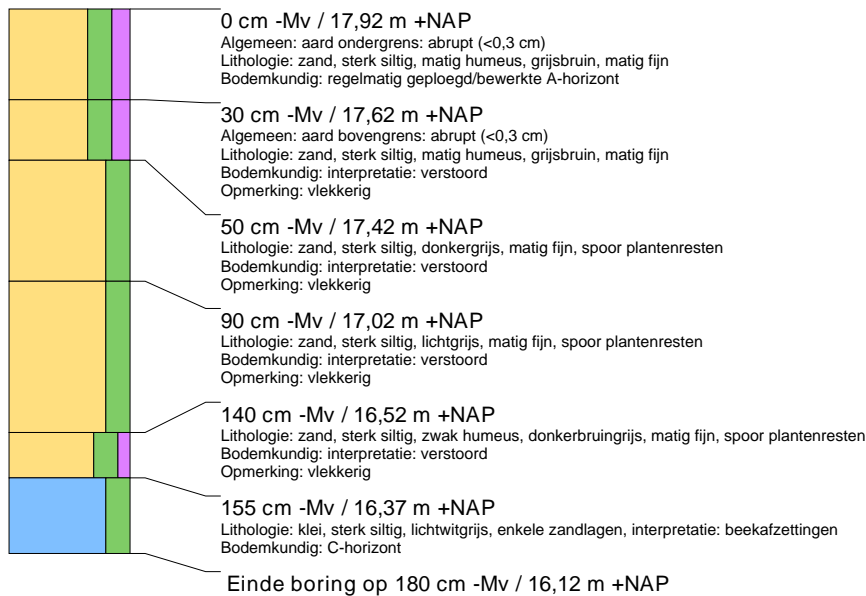 0 cm -Mv / 17,92 m +NAP
Algemeen: aard ondergrens: abrupt (<0,3 cm)
Lithologie: zand, sterk siltig, matig humeus, grijsbruin, matig fijn
Bodemkundig: regelmatig geploegd/bewerkte A-horizont
30 cm -Mv / 17,62 m +NAP
Algemeen: aard bovengrens: abrupt (<0,3 cm)
Lithologie: zand, sterk siltig, matig humeus, grijsbruin, matig fijn
Bodemkundig: interpretatie: verstoord
Opmerking: vlekkerig
50 cm -Mv / 17,42 m +NAP
Lithologie: zand, sterk siltig, donkergrijs, matig fijn, spoor plantenresten
Bodemkundig: interpretatie: verstoord
Opmerking: vlekkerig
90 cm -Mv / 17,02 m +NAP
Lithologie: zand, sterk siltig, lichtgrijs, matig fijn, spoor plantenresten
Bodemkundig: interpretatie: verstoord
Opmerking: vlekkerig
140 cm -Mv / 16,52 m +NAP
Lithologie: zand, sterk siltig, zwak humeus, donkerbruingrijs, matig fijn, spoor plantenresten
Bodemkundig: interpretatie: verstoord
Opmerking: vlekkerig
155 cm -Mv / 16,37 m +NAP
Lithologie: klei, sterk siltig, lichtwitgrijs, enkele zandlagen, interpretatie: beekafzettingen
Bodemkundig: C-horizont
Einde boring op 180 cm -Mv / 16,12 m +NAP